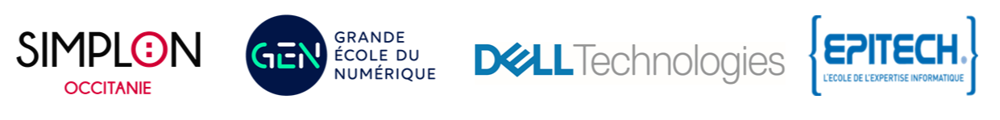 SIMPLON
OCCITANIE
GEN
GRANDE
ÉCOLE DU
NUMÉRIQUE
DELL Technologies
{EPITECH.}
L'ECOLE DE L'EXPERTISE INFORMATIQUE